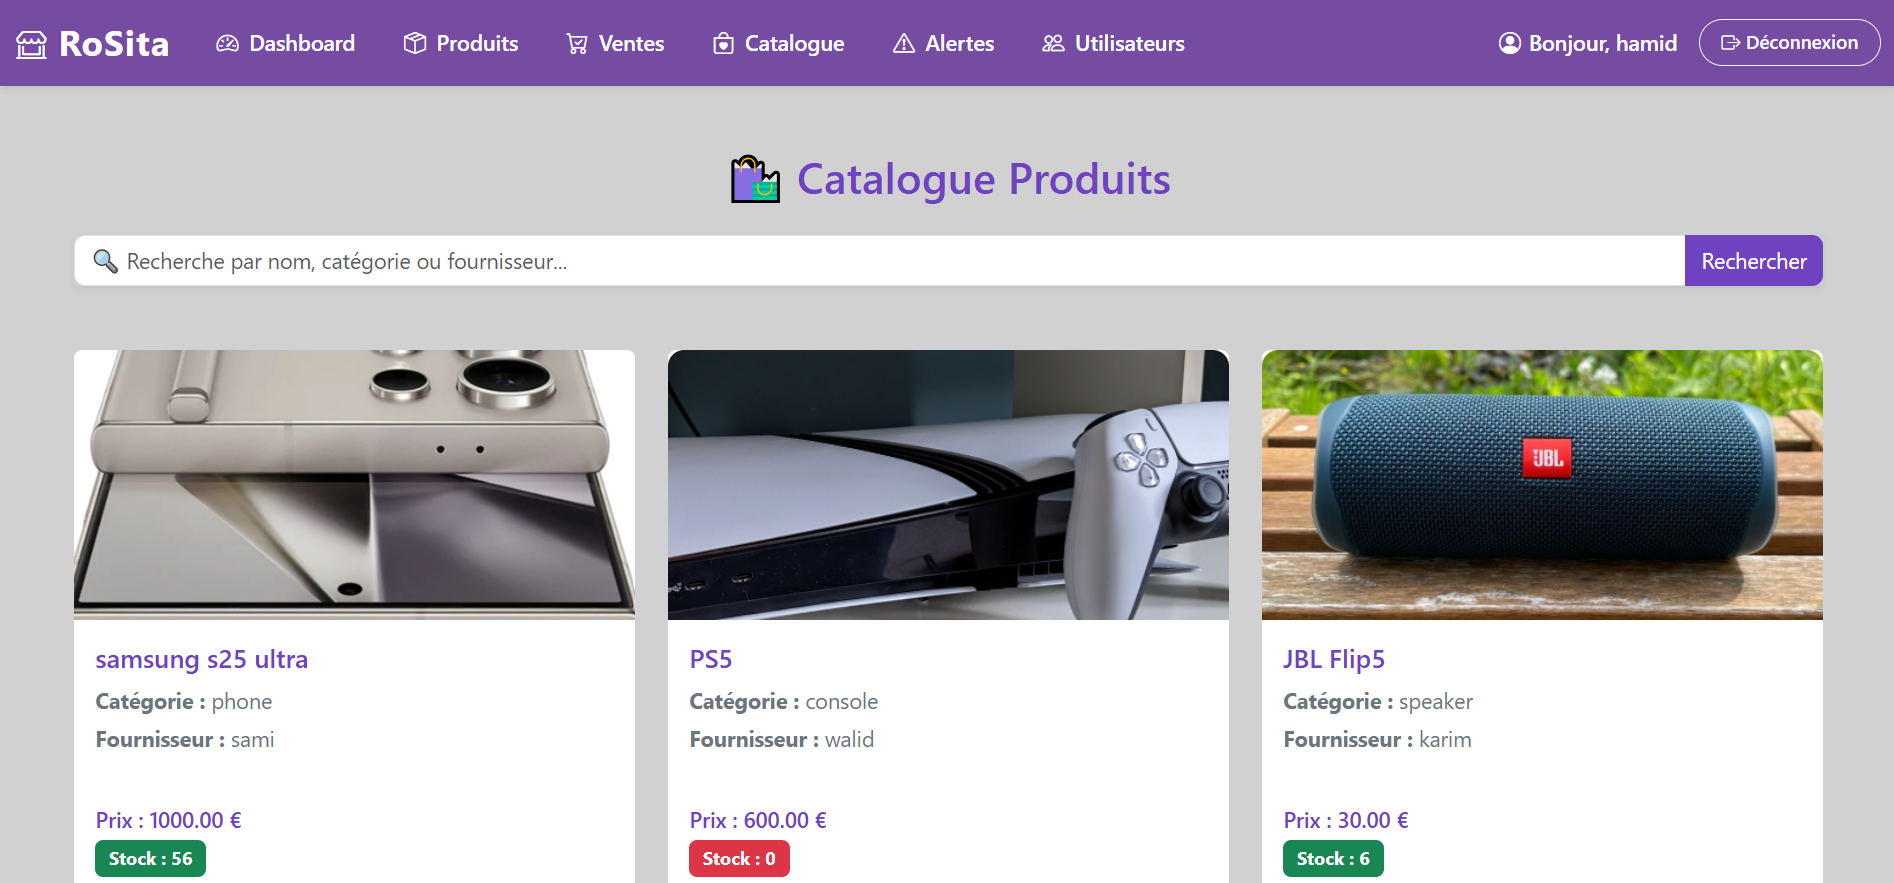 RoSita Dashboard Produits Ventes Catalogue Alertes Utilisateurs Bonjour, hamid Déconnexion
Catalogue Produits
Recherche par nom, catégorie ou fournisseur... Rechercher
JBL
samsung s25 ultra
Catégorie : phone
Fournisseur : sami
Prix : 1000.00 €
Stock : 56
PS5
Catégorie : console
Fournisseur : walid
Prix : 600.00 €
Stock : 0
JBL Flip5
Catégorie : speaker
Fournisseur : karim
Prix : 30.00 €
Stock : 6